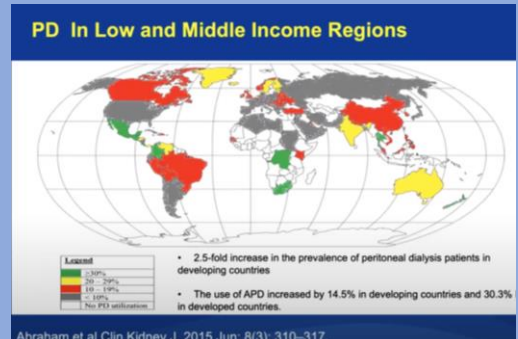 PD In Low and Middle Income Regions
Legend
≥30%
20 – 29%
10 – 19%
< 10%
No PD utilization
• 2.5-fold increase in the prevalence of peritoneal dialysis patients in
developing countries
• The use of APD increased by 14.5% in developing countries and 30.3%
in developed countries.
Abraham et al Clin Kidney J. 2015 Jun; 8(3): 310–317